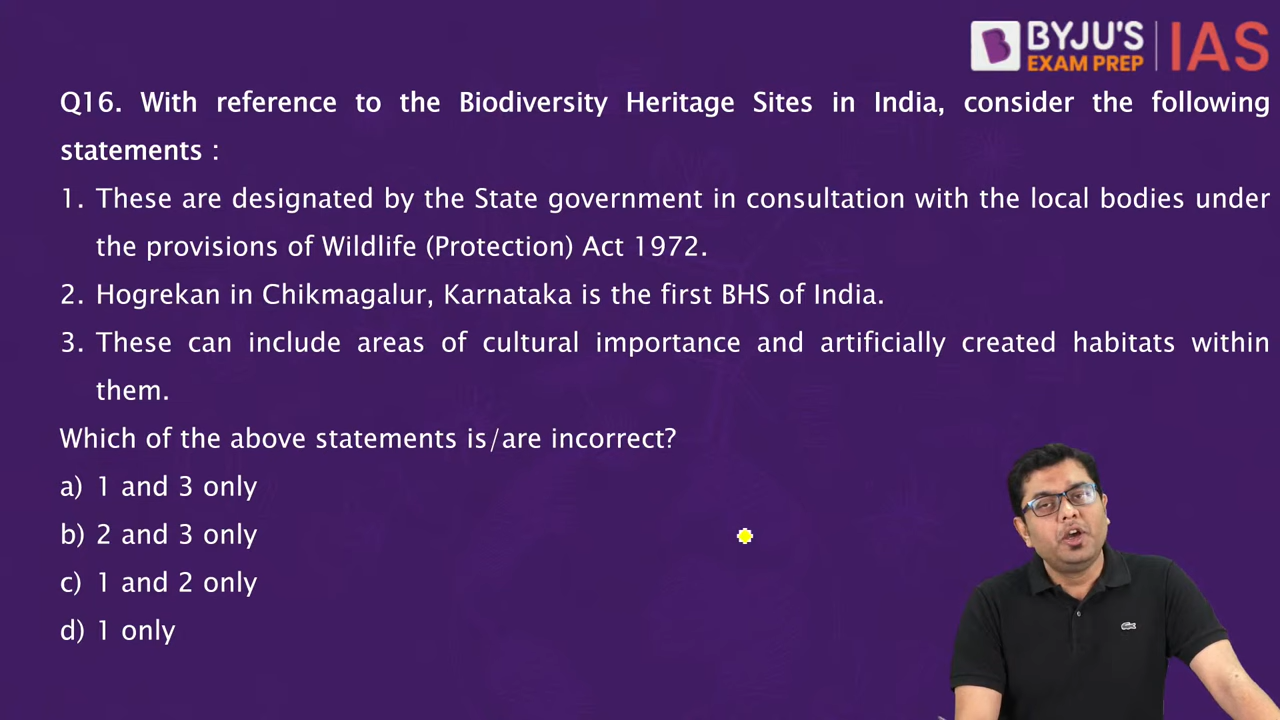 BYJU'S
EXAM PREP
IAS
Q16. With reference to the Biodiversity Heritage Sites in India, consider the following
statements :
1. These are designated by the State government in consultation with the local bodies under
the provisions of Wildlife (Protection) Act 1972.
2. Hogrekan in Chikmagalur, Karnataka is the first BHS of India.
3. These can include areas of cultural importance and artificially created habitats within
them.
Which of the above statements is/are incorrect?
a) 1 and 3 only
b) 2 and 3 only
c) 1 and 2 only
d) 1 only